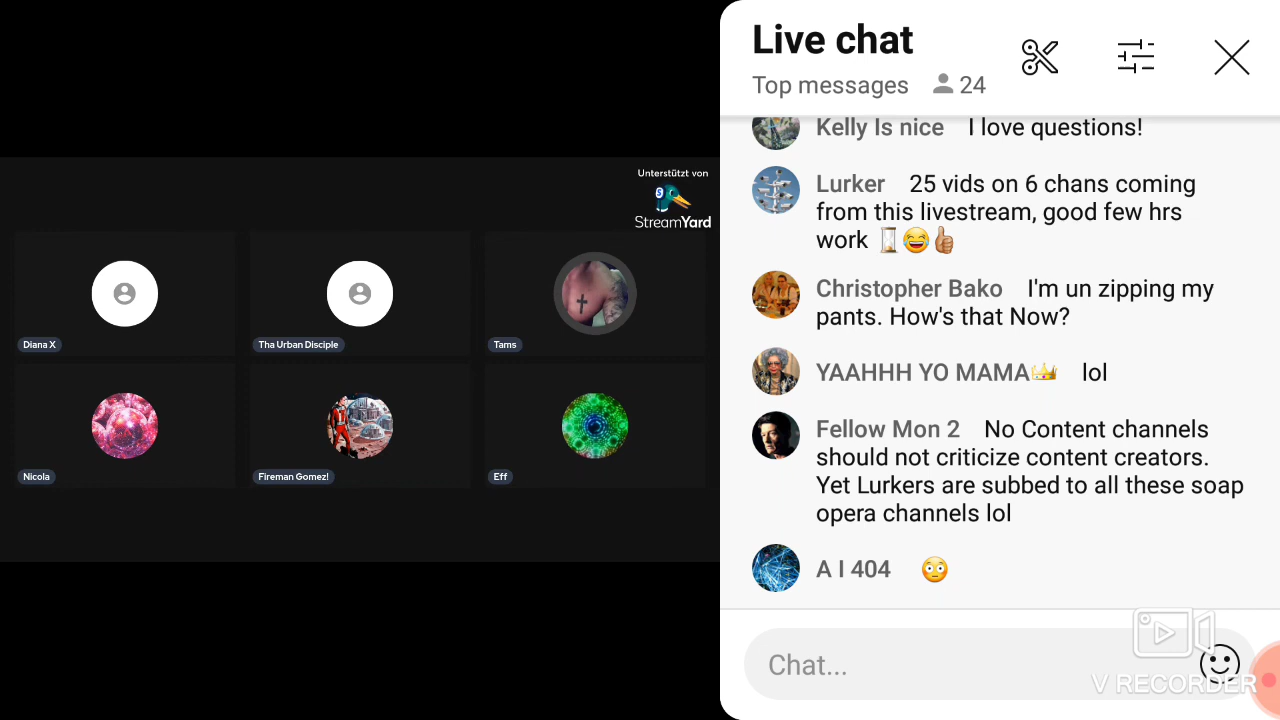 Unterstützt von
S
StreamYard
Diana X
Tha Urban Disciple
Tams
Nicola
Fireman Gomez!
Eff
Live chat
Top messages 24
Kelly Is nice I love questions!
Lurker 25 vids on 6 chans coming
from this livestream, good few hrs
work ⏳😂👍🏽
Christopher Bako I'm un zipping my
pants. How's that Now?
YAAHHH YO MAMA👑 lol
Fellow Mon 2 No Content channels
should not criticize content creators.
Yet Lurkers are subbed to all these soap
opera channels lol
A I 404 😳
Chat...
V RECORDER